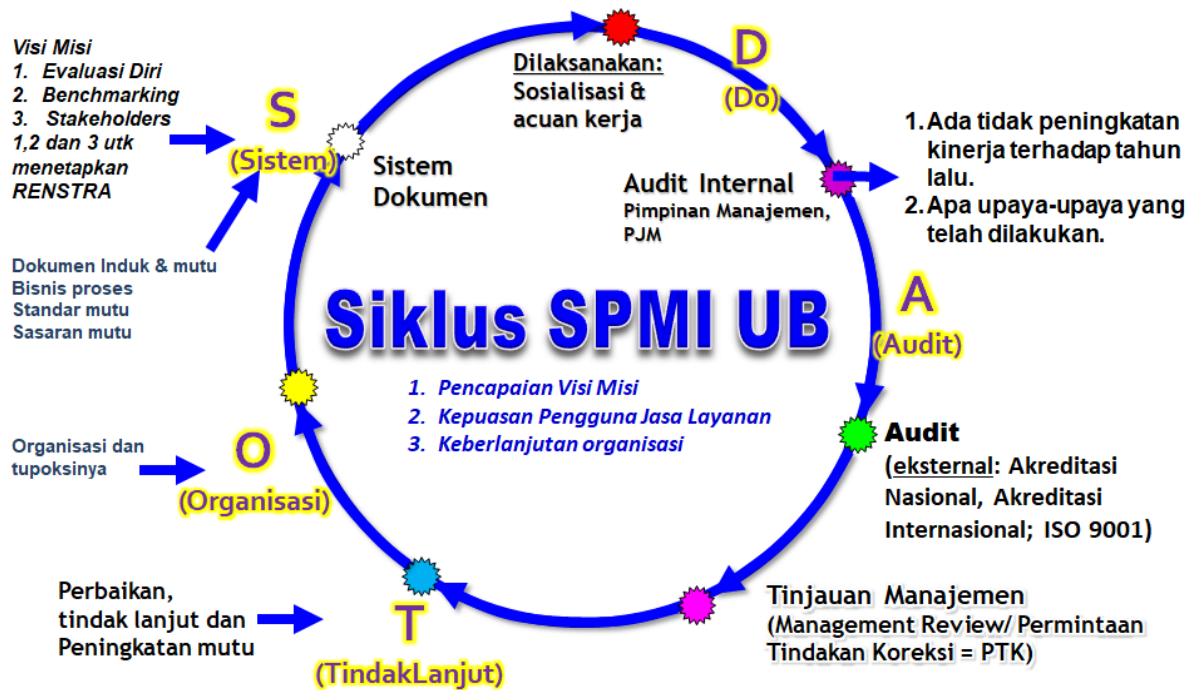 Visi Misi
1. Evaluasi Diri
2. Benchmarking
3. Stakeholders
1,2 dan 3 utk
menetapkan
RENSTRA
S
(Sistem)
Sistem
Dokumen
Dokumen Induk & mutu
Bisnis proses
Standar mutu
Sasaran mutu
Dilaksanakan:
Sosialisasi &
acuan kerja
D
(Do)
Audit Internal
Pimpinan Manajemen,
PJM
1. Ada tidak peningkatan
kinerja terhadap tahun
lalu.
2. Apa upaya-upaya yang
telah dilakukan.
Siklus SPMI UB
1. Pencapaian Visi Misi
2. Kepuasan Pengguna Jasa Layanan
3. Keberlanjutan organisasi
A
(Audit)
Audit
(eksternal: Akreditasi
Nasional, Akreditasi
Internasional; ISO 9001)
Tinjauan Manajemen
(Management Review/ Permintaan
Tindakan Koreksi = PTK)
T
(TindakLanjut)
Perbaikan,
tindak lanjut dan
Peningkatan mutu
O
(Organisasi)
Organisasi dan
tupoksinya